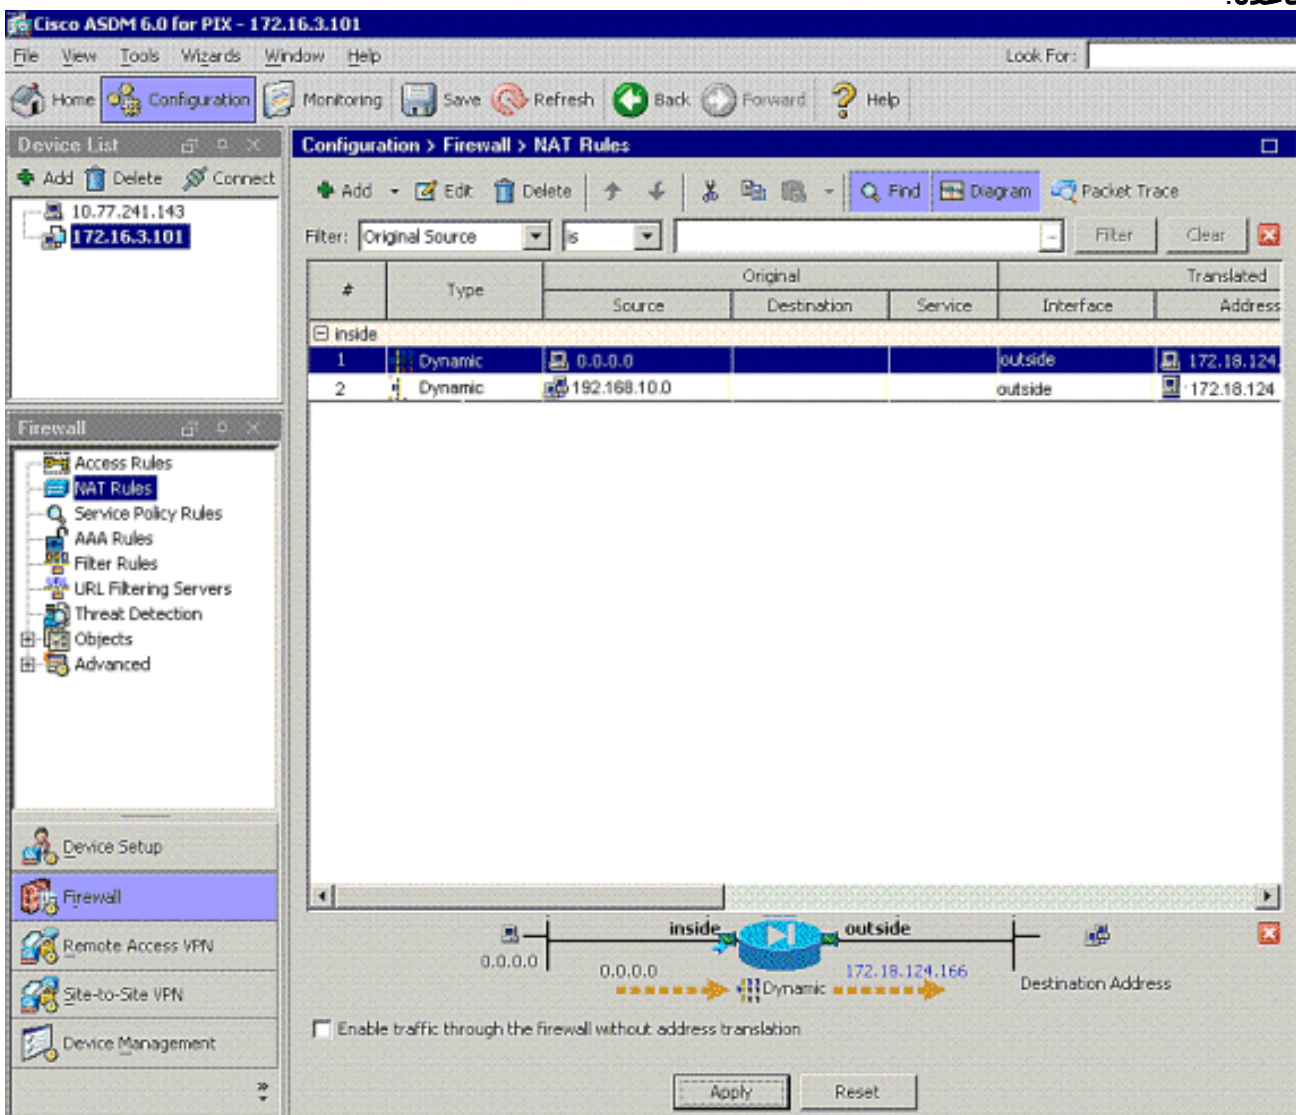 Cisco ASDM 6.0 for PIX - 172.16.3.101
File View Tools Wizards Window Help Look For:
Home Configuration Monitoring Save Refresh Back Forward Help
Device List
Add Delete Connect
10.77.241.143
172.16.3.101
Configuration > Firewall > NAT Rules
Add Edit Delete Find Diagram Packet Trace
Filter: Original Source is Filter Clear
# Type Original Translated
Source Destination Service Interface Address
inside
1 Dynamic 0.0.0.0 outside 172.18.124.
2 Dynamic 192.168.10.0 outside 172.18.124
Firewall
Access Rules
NAT Rules
Service Policy Rules
AAA Rules
Filter Rules
URL Filtering Servers
Threat Detection
Objects
Advanced
Device Setup
Firewall
Remote Access VPN
Site-to-Site VPN
Device Management
inside outside
0.0.0.0 0.0.0.0 Dynamic 172.18.124.166 Destination Address
Enable traffic through the firewall without address translation
Apply Reset